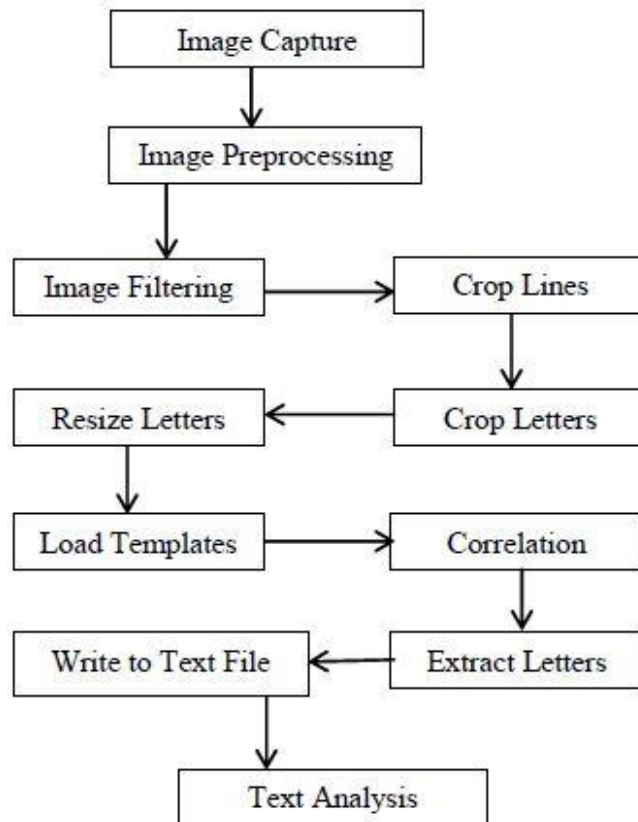 Image Capture
Image Preprocessing
Image Filtering
Crop Lines
Resize Letters
Crop Letters
Load Templates
Correlation
Write to Text File
Extract Letters
Text Analysis